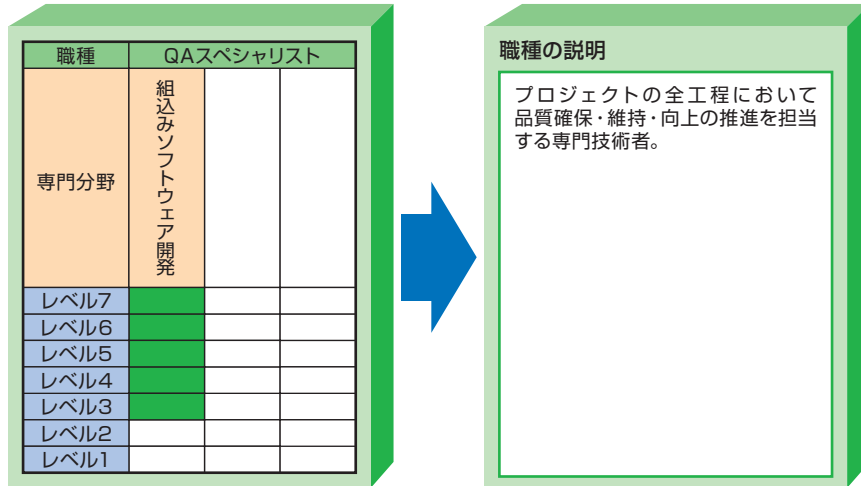 職種
QAスペシャリスト
専門分野
組込みソフトウェア開発
レベル7
レベル6
レベル5
レベル4
レベル3
レベル2
レベル1
職種の説明
プロジェクトの全工程において
品質確保・維持・向上の推進を担当
する専門技術者。